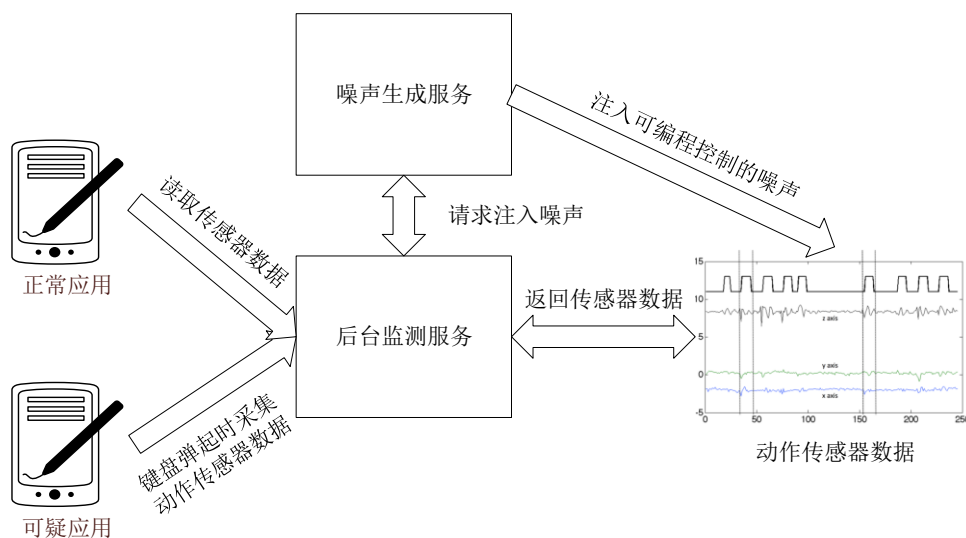 噪声生成服务
注入可编程控制的噪声
读取传感器数据
请求注入噪声
正常应用
后台监测服务
返回传感器数据
15
10
5
0
-5
z axis
y axis
x axis
0 50 100 150 200 250
动作传感器数据
键盘弹起时采集
动作传感器数据
可疑应用